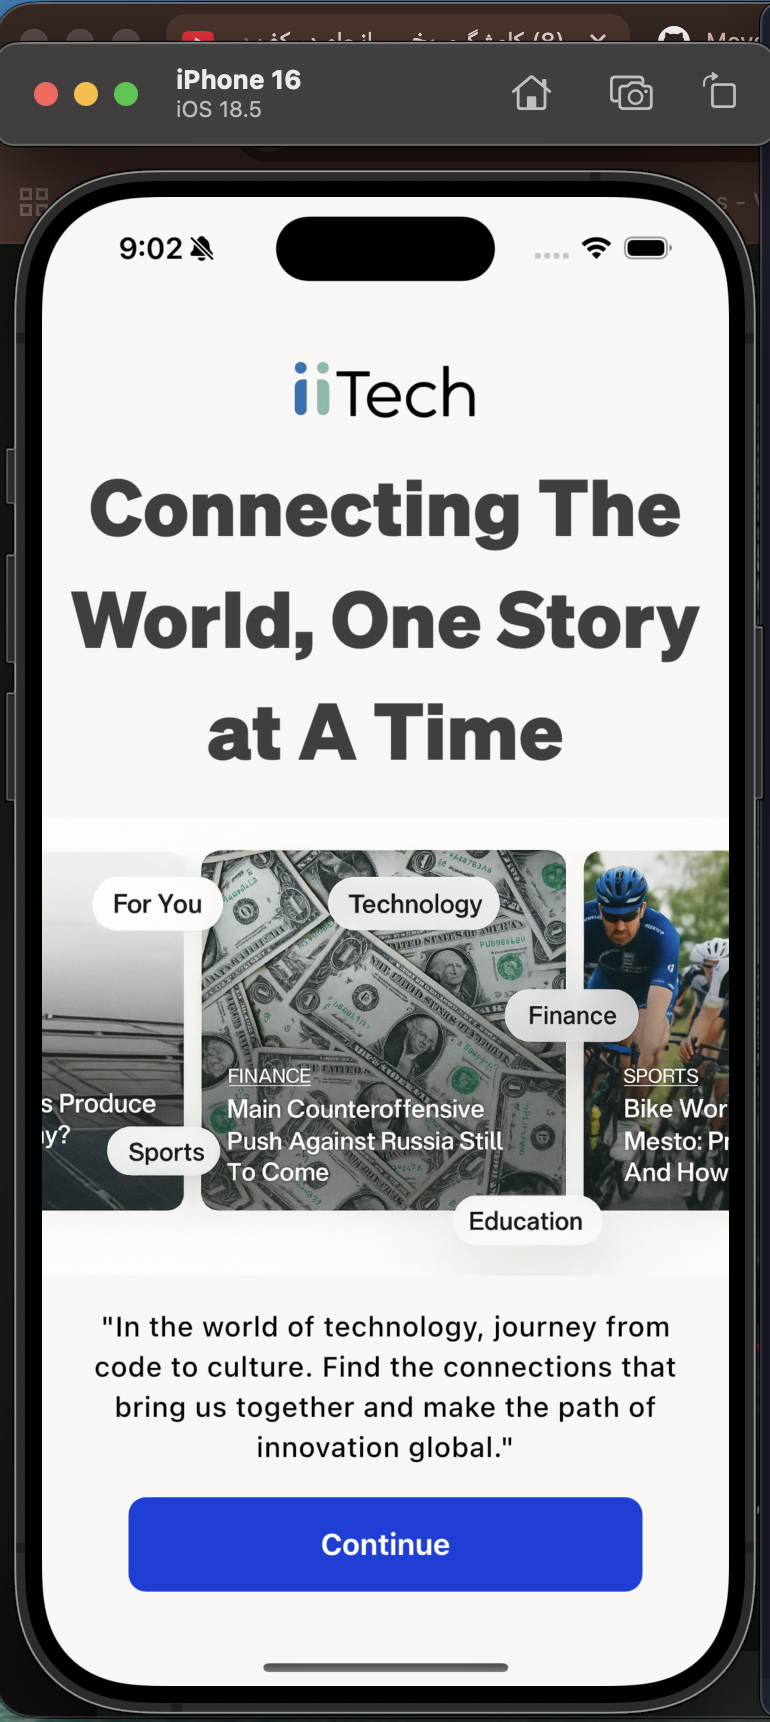 iPhone 16
iOS 18.5
9:02
iiTech
Connecting The
World, One Story
at A Time
For You
Technology
Finance
FINANCE
Main Counteroffensive
Push Against Russia Still
To Come
SPORTS
Bike Wor
Mesto: Pr
And How
s Produce
y?
Sports
Education
"In the world of technology, journey from
code to culture. Find the connections that
bring us together and make the path of
innovation global."
Continue